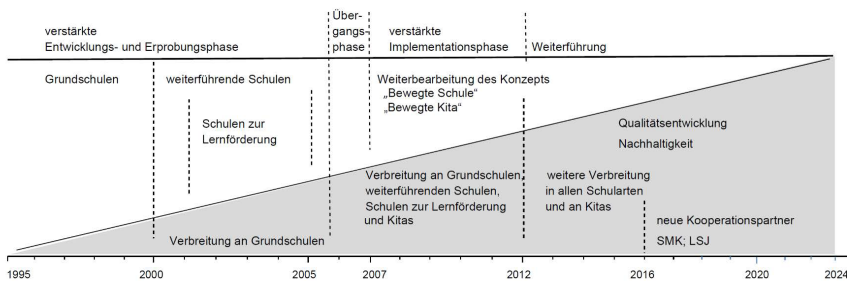 verstärkte
Entwicklungs- und Erprobungsphase
Über-
gangs-
phase
verstärkte
Implementationsphase
Weiterführung
Grundschulen
weiterführende Schulen
Weiterbearbeitung des Konzepts
„Bewegte Schule“
„Bewegte Kita“
Schulen zur
Lernförderung
Qualitätsentwicklung
Nachhaltigkeit
Verbreitung an Grundschulen,
weiterführenden Schulen,
Schulen zur Lernförderung
und Kitas
weitere Verbreitung
in allen Schularten
und an Kitas
neue Kooperationspartner
SMK; LSJ
Verbreitung an Grundschulen
1995 2000 2005 2007 2012 2016 2020 2024